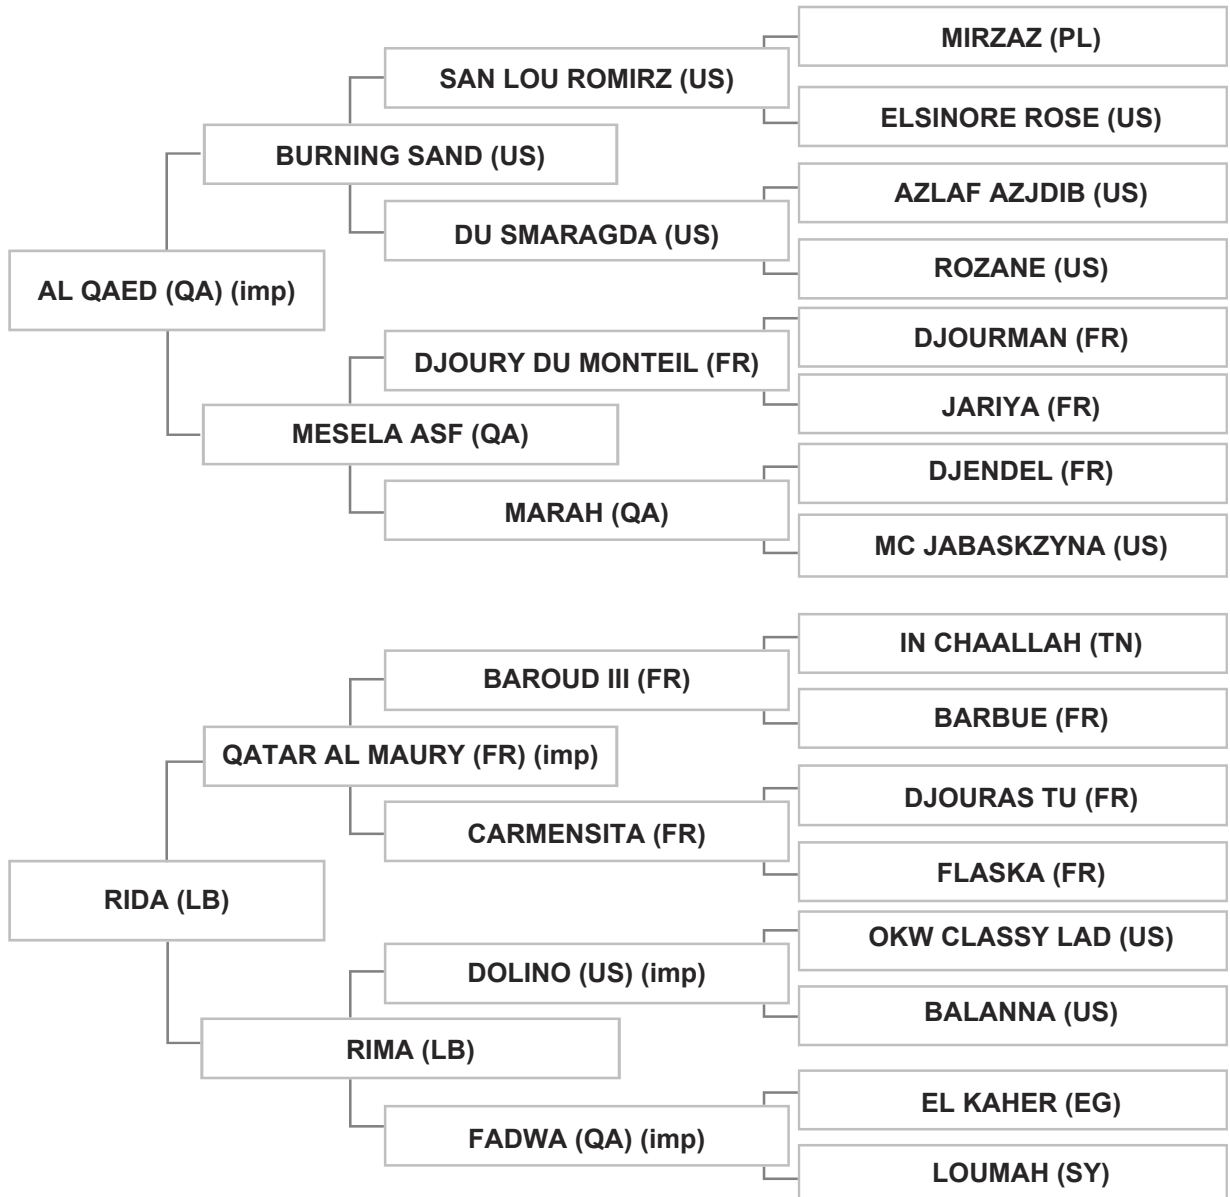 MIRZAZ (PL)
SAN LOU ROMIRZ (US)
ELSINORE ROSE (US)
BURNING SAND (US)
AZLAF AZJDIB (US)
DU SMARAGDA (US)
ROZANE (US)
AL QAED (QA) (imp)
DJOURMAN (FR)
DJOURY DU MONTEIL (FR)
JARIYA (FR)
MESELA ASF (QA)
DJENDEL (FR)
MARAH (QA)
MC JABASKZYNA (US)
IN CHAALLAH (TN)
BAROUD III (FR)
BARBUE (FR)
QATAR AL MAURY (FR) (imp)
DJOURAS TU (FR)
CARMENSITA (FR)
FLASKA (FR)
RIDA (LB)
OKW CLASSY LAD (US)
DOLINO (US) (imp)
BALANNA (US)
RIMA (LB)
EL KAHER (EG)
FADWA (QA) (imp)
LOUMAH (SY)